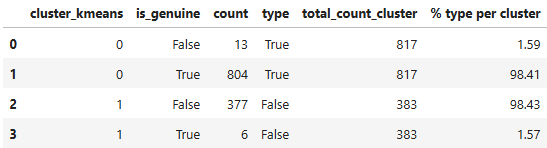 cluster_kmeans is_genuine count type total_count_cluster % type per cluster
0 0 False 13 True 817 1.59
1 0 True 804 True 817 98.41
2 1 False 377 False 383 98.43
3 1 True 6 False 383 1.57